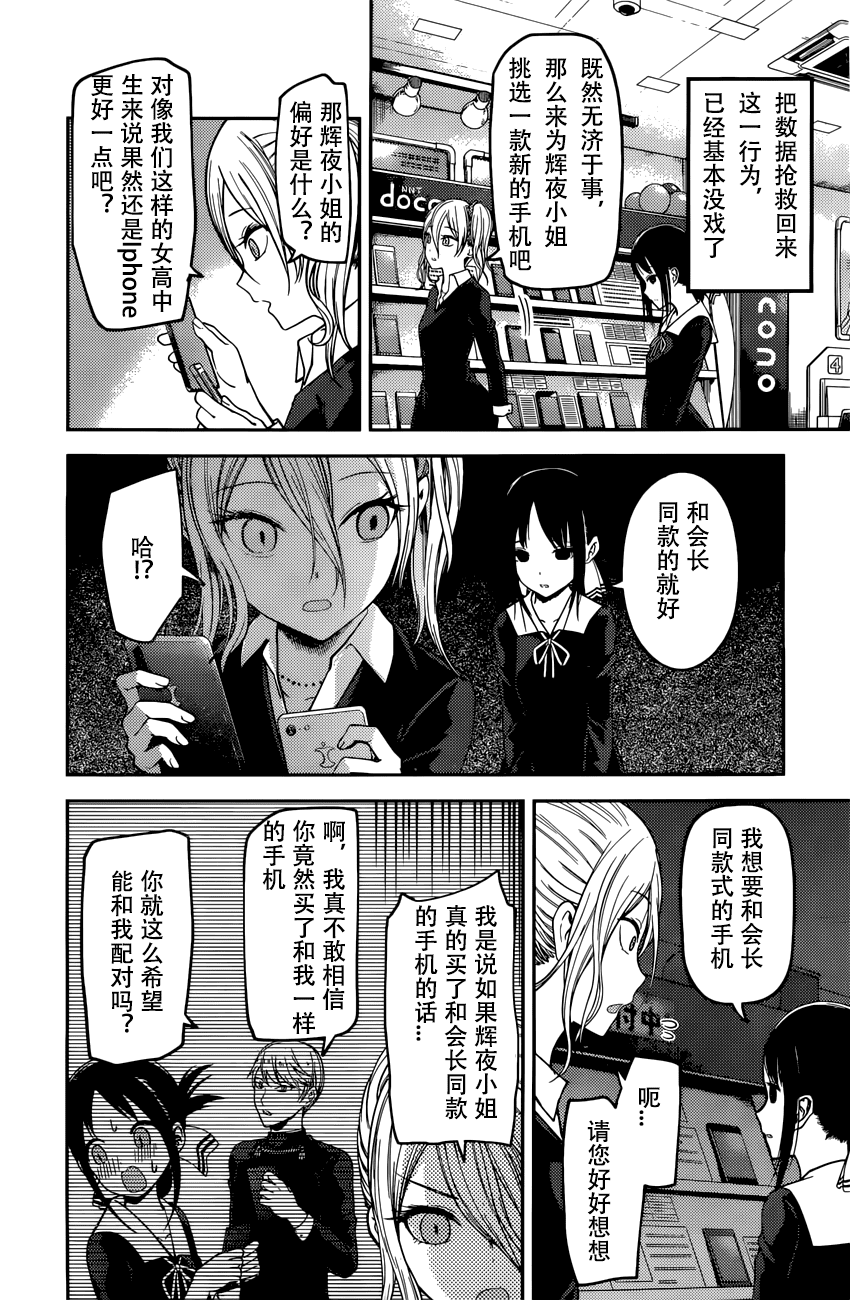 把数据抢救回来
这一行为，
已经基本没戏了
既然无济于事，
那么来为辉夜小姐
挑选一款新的手机吧
NNT
doco
cono
4
那辉夜小姐的
偏好是什么？
对像我们这样的女高中
生来说果然还是Iphone
更好一点吧？
和会长
同款的就好
哈!?
我想要和会长
同款式的手机
付中
呃…
请您好好想想
我是说如果辉夜小姐
真的买了和会长同款
的手机的话…
啊，我真不敢相信
你竟然买了和我一样
的手机
你就这么希望
能和我配对吗？